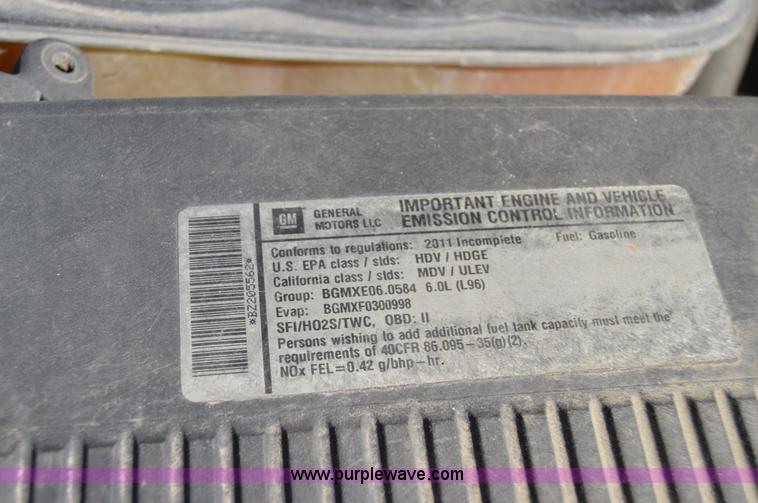 GM
GENERAL
MOTORS LLC
IMPORTANT ENGINE AND VEHICLE
EMISSION CONTROL INFORMATION
Conforms to regulations: 2011 Incomplete Fuel: Gasoline
U.S. EPA class / stds: HDV / HDGE
California class / stds: MDV / ULEV
Group: BGMXE06.0584 6.0L (L96)
Evap: BGMXF0300998
SFI/HO2S/TWC, OBD: II
Persons wishing to add additional fuel tank capacity must meet the
requirements of 40CFR 86.095-35(g)(2).
NOx FEL=0.42 g/bhp-hr.
*BZ205562*
www.purplewave.com